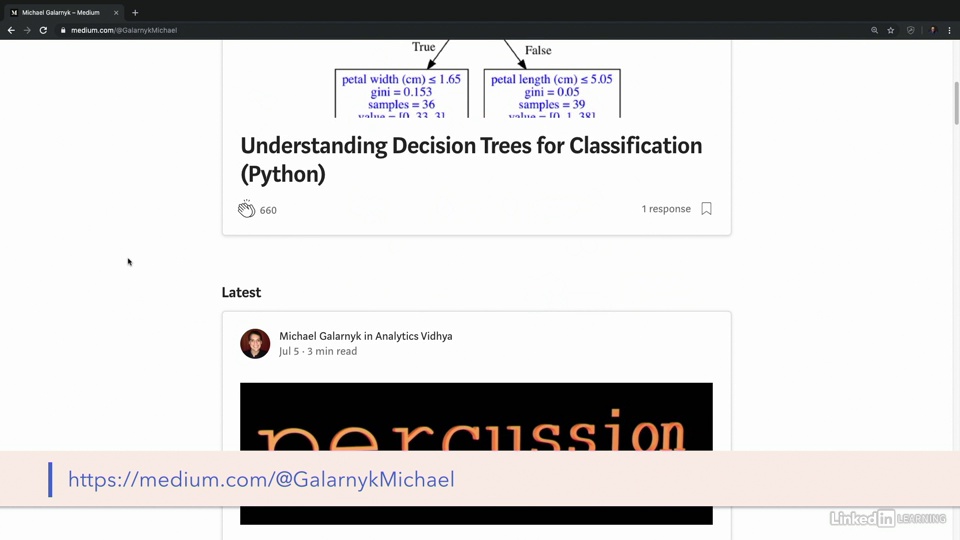 Michael Galarnyk – Medium
medium.com/@GalarnykMichael
True
False
petal width (cm) ≤ 1.65
gini = 0.153
samples = 36
value = [0, 33, 3]
petal length (cm) ≤ 5.05
gini = 0.05
samples = 39
value = [0, 1, 38]
Understanding Decision Trees for Classification
(Python)
660
1 response
Latest
Michael Galarnyk in Analytics Vidhya
Jul 5 · 3 min read
percussion
https://medium.com/@GalarnykMichael
LinkedIn LEARNING